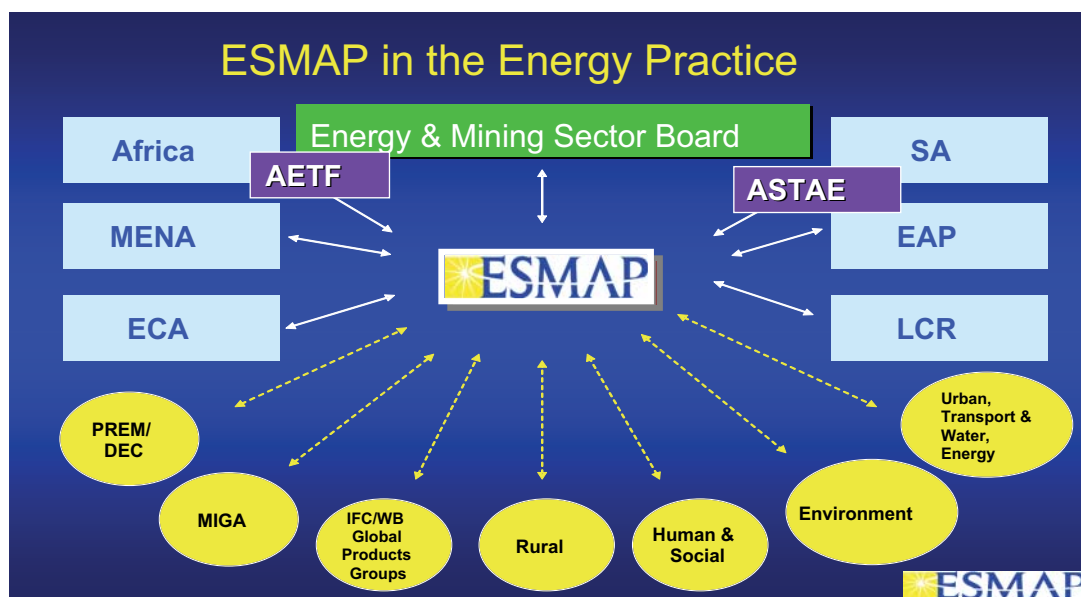 ESMAP in the Energy Practice
Energy & Mining Sector Board
Africa
SA
AETF
ASTAE
MENA
EAP
ESMAP
ECA
LCR
PREM/
DEC
MIGA
IFC/WB
Global
Products
Groups
Rural
Human &
Social
Environment
Urban,
Transport &
Water,
Energy
ESMAP